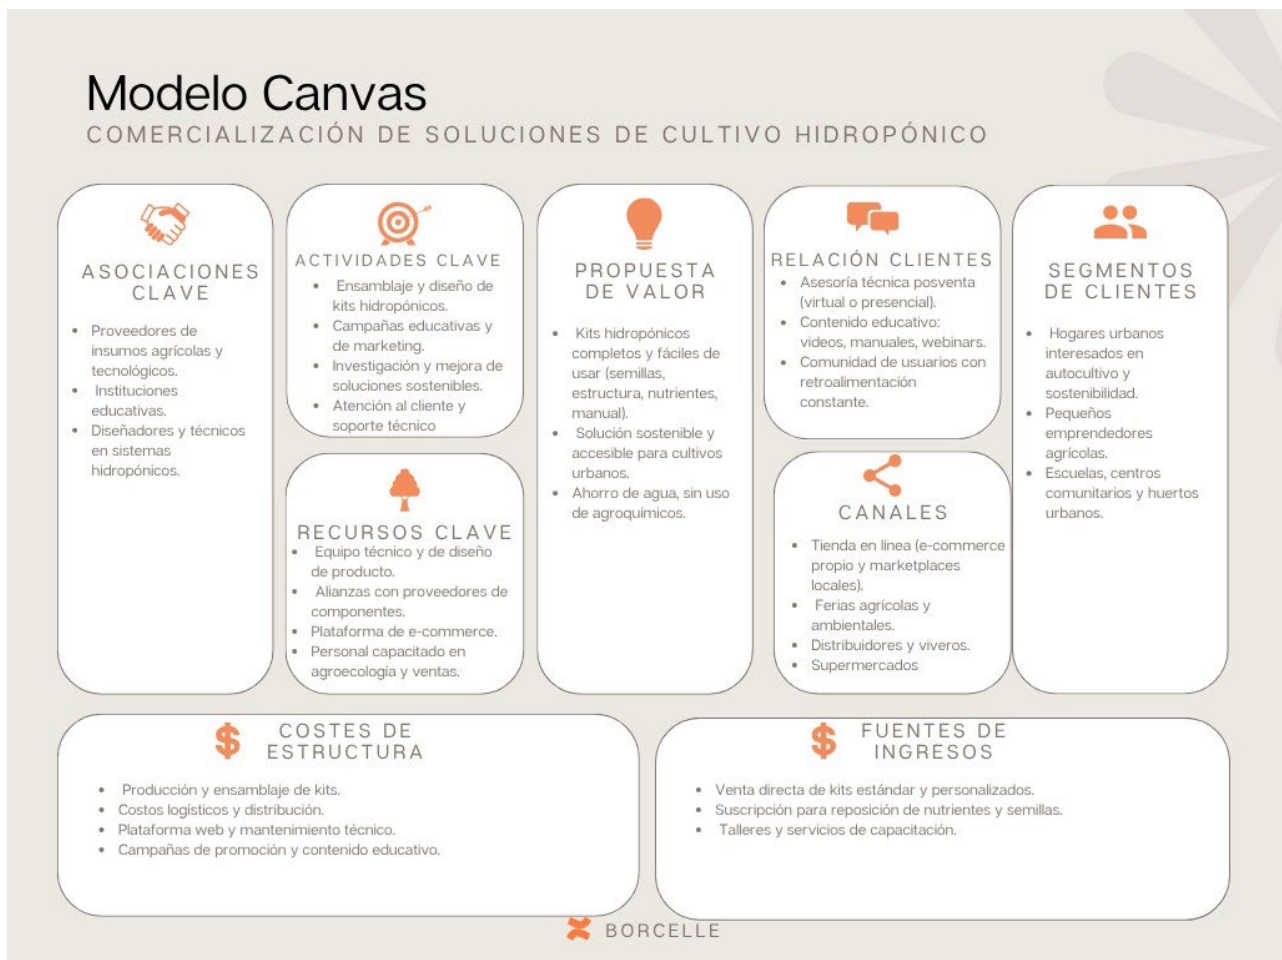 Modelo Canvas
COMERCIALIZACIÓN DE SOLUCIONES DE CULTIVO HIDROPÓNICO
ASOCIACIONES
CLAVE
• Proveedores de
insumos agrícolas y
tecnológicos.
• Instituciones
educativas.
• Diseñadores y técnicos
en sistemas
hidropónicos.
ACTIVIDADES CLAVE
• Ensamblaje y diseño de
kits hidropónicos.
• Campañas educativas y
de marketing.
• Investigación y mejora de
soluciones sostenibles.
• Atención al cliente y
soporte técnico
RECURSOS CLAVE
• Equipo técnico y de diseño
de producto.
• Alianzas con proveedores de
componentes.
• Plataforma de e-commerce.
• Personal capacitado en
agroecología y ventas.
PROPUESTA
DE VALOR
• Kits hidropónicos
completos y fáciles de
usar (semillas,
estructura, nutrientes,
manual).
• Solución sostenible y
accesible para cultivos
urbanos.
• Ahorro de agua, sin uso
de agroquímicos.
RELACIÓN CLIENTES
• Asesoría técnica posventa
(virtual o presencial).
• Contenido educativo:
videos, manuales, webinars.
• Comunidad de usuarios con
retroalimentación
constante.
CANALES
• Tienda en línea (e-commerce
propio y marketplaces
locales).
• Ferias agrícolas y
ambientales.
• Distribuidores y viveros.
• Supermercados
SEGMENTOS
DE CLIENTES
• Hogares urbanos
interesados en
autocultivo y
sostenibilidad.
• Pequeños
emprendedores
agrícolas.
• Escuelas, centros
comunitarios y huertos
urbanos.
$ COSTES DE
ESTRUCTURA
• Producción y ensamblaje de kits.
• Costos logísticos y distribución.
• Plataforma web y mantenimiento técnico.
• Campañas de promoción y contenido educativo.
$ FUENTES DE
INGRESOS
• Venta directa de kits estándar y personalizados.
• Suscripción para reposición de nutrientes y semillas.
• Talleres y servicios de capacitación.
BORCELLE